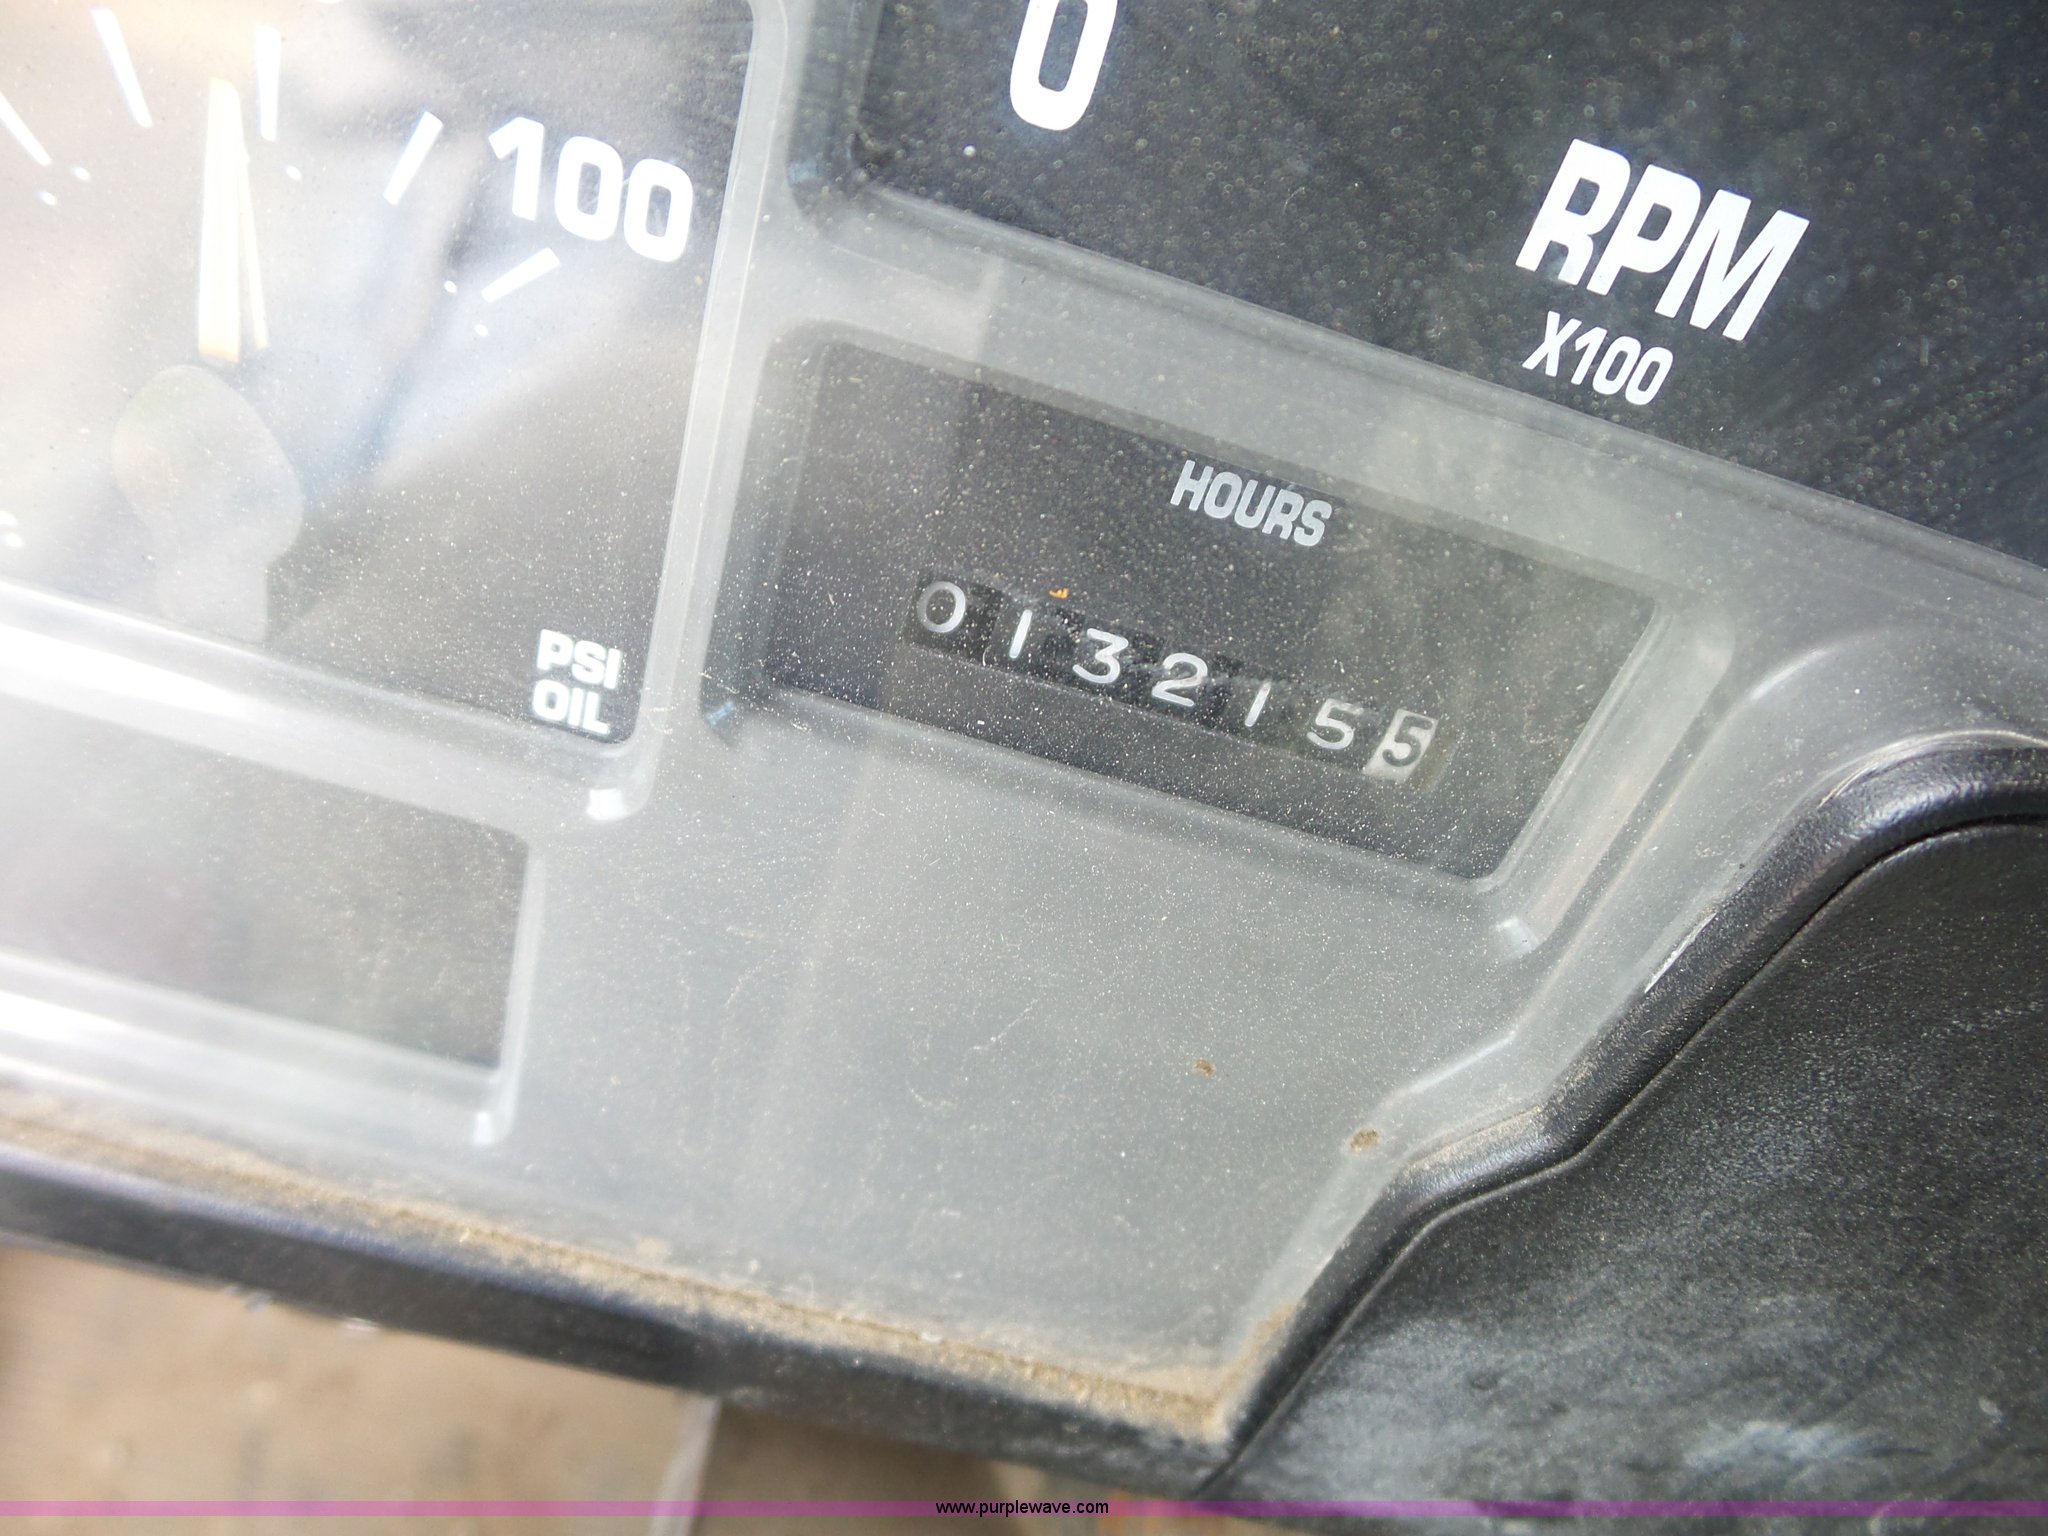 0
100
RPM
X100
HOURS
0132155
PSI
OIL
www.purplewave.com